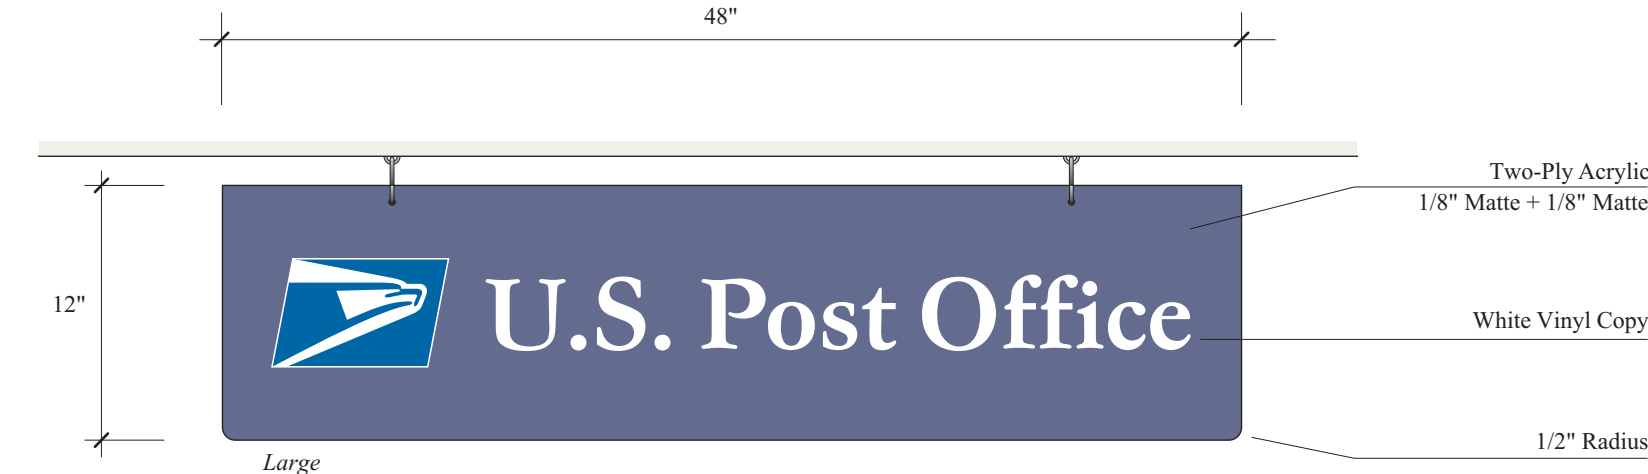 48"
Two-Ply Acrylic
1/8" Matte + 1/8" Matte
12"
U.S. Post Office
White Vinyl Copy
1/2" Radius
Large